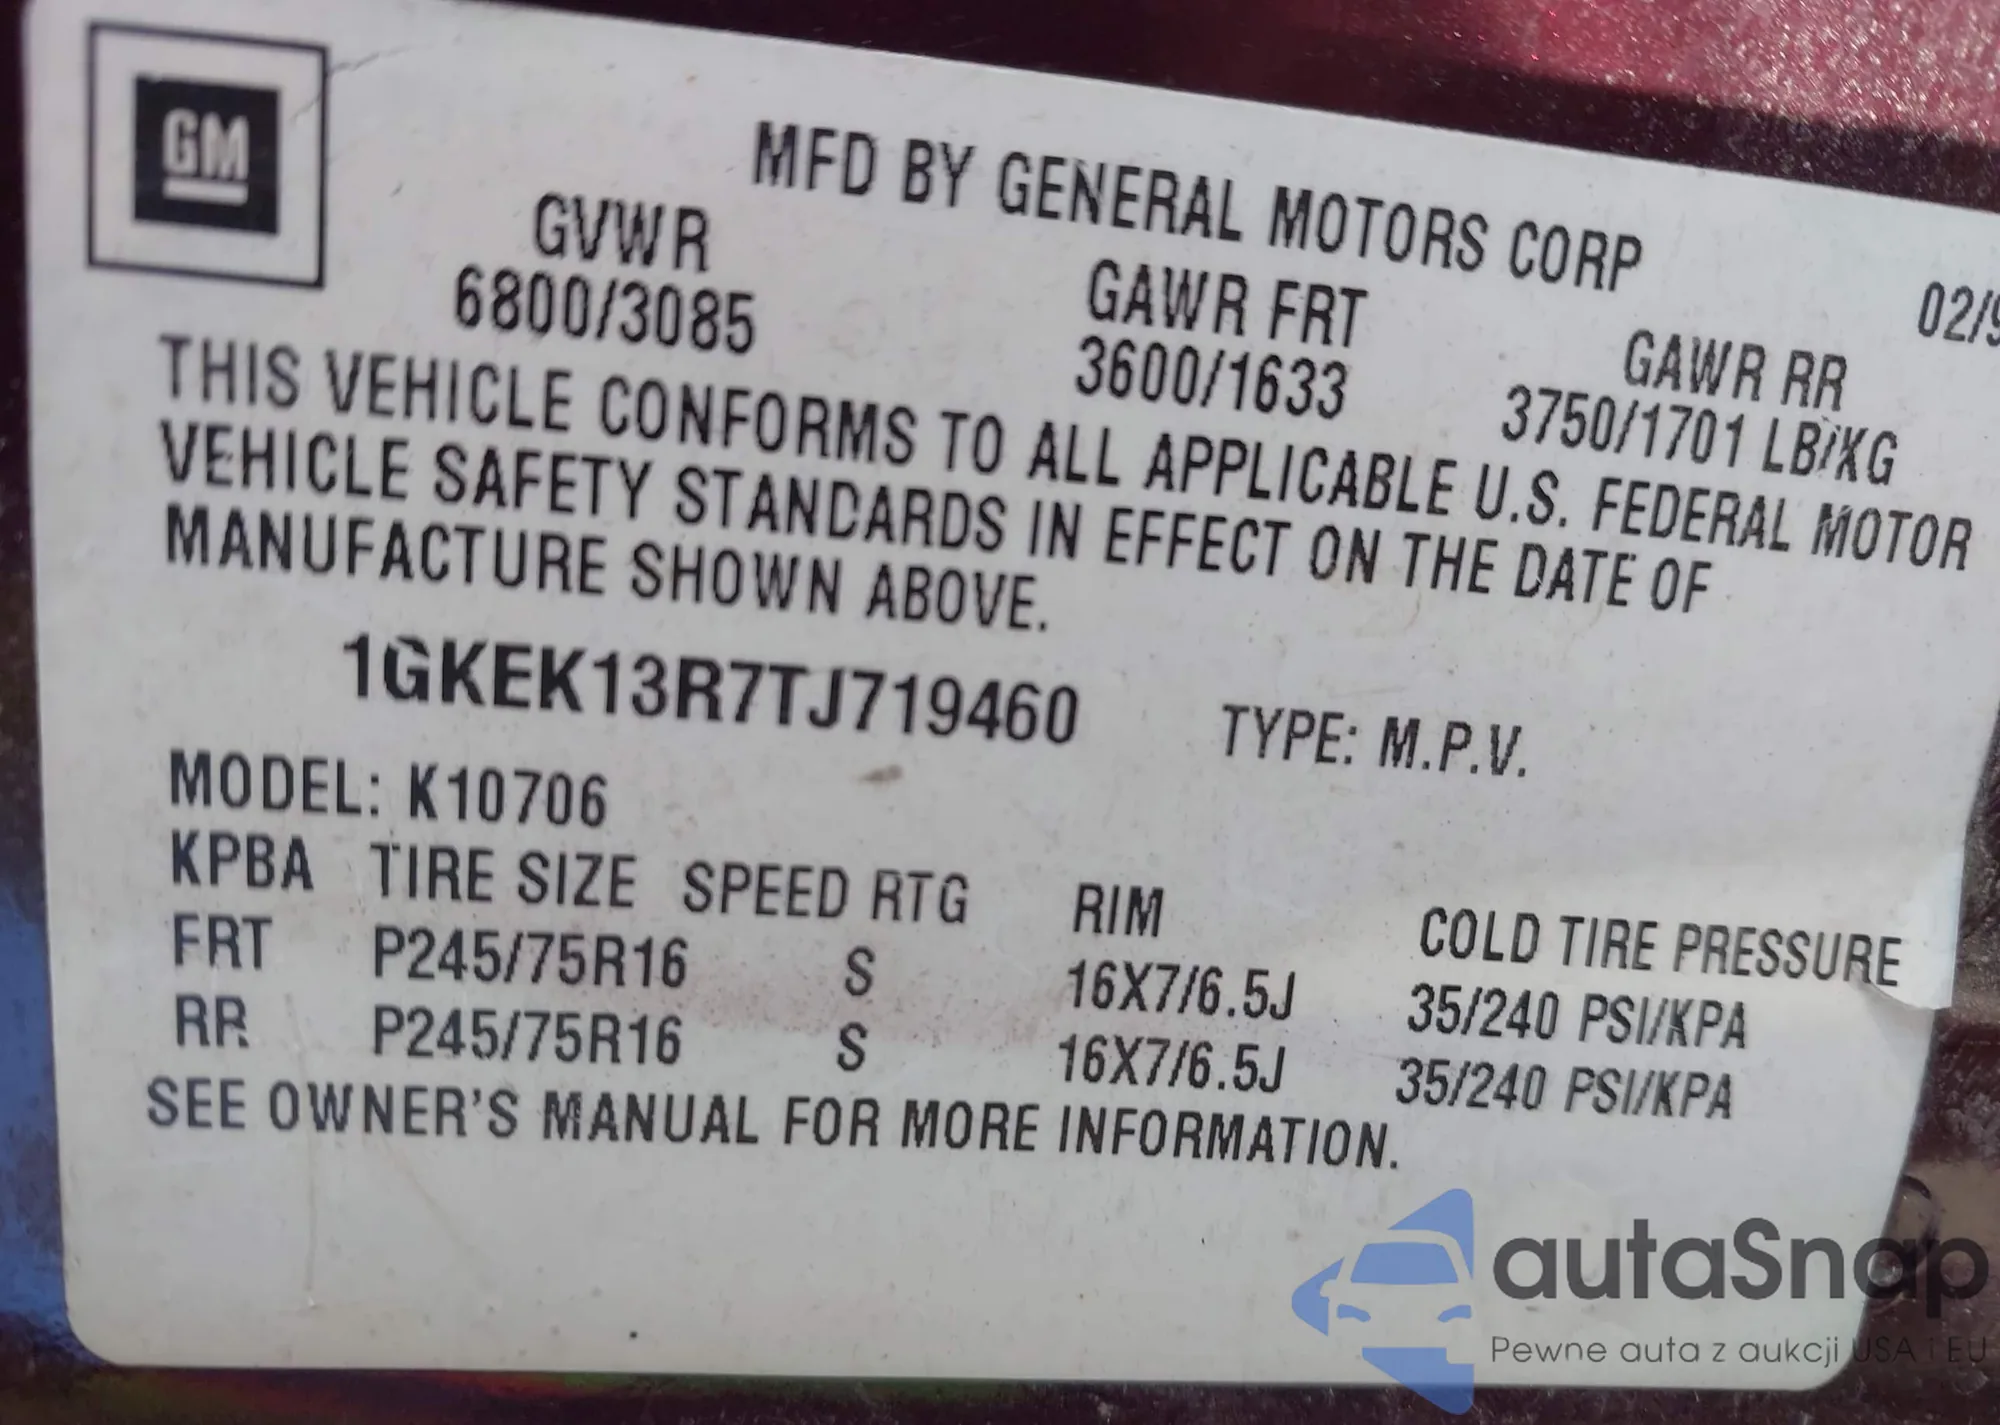 GM
MFD BY GENERAL MOTORS CORP 02/9
GVWR GAWR FRT GAWR RR
6800/3085 3600/1633 3750/1701 LB/KG
THIS VEHICLE CONFORMS TO ALL APPLICABLE U.S. FEDERAL MOTOR
VEHICLE SAFETY STANDARDS IN EFFECT ON THE DATE OF
MANUFACTURE SHOWN ABOVE.
1GKEK13R7TJ719460 TYPE: M.P.V.
MODEL: K10706
KPBA TIRE SIZE SPEED RTG RIM COLD TIRE PRESSURE
FRT P245/75R16 S 16X7/6.5J 35/240 PSI/KPA
RR P245/75R16 S 16X7/6.5J 35/240 PSI/KPA
SEE OWNER'S MANUAL FOR MORE INFORMATION.
autaSnap
Pewne auta z aukcji USA i EU